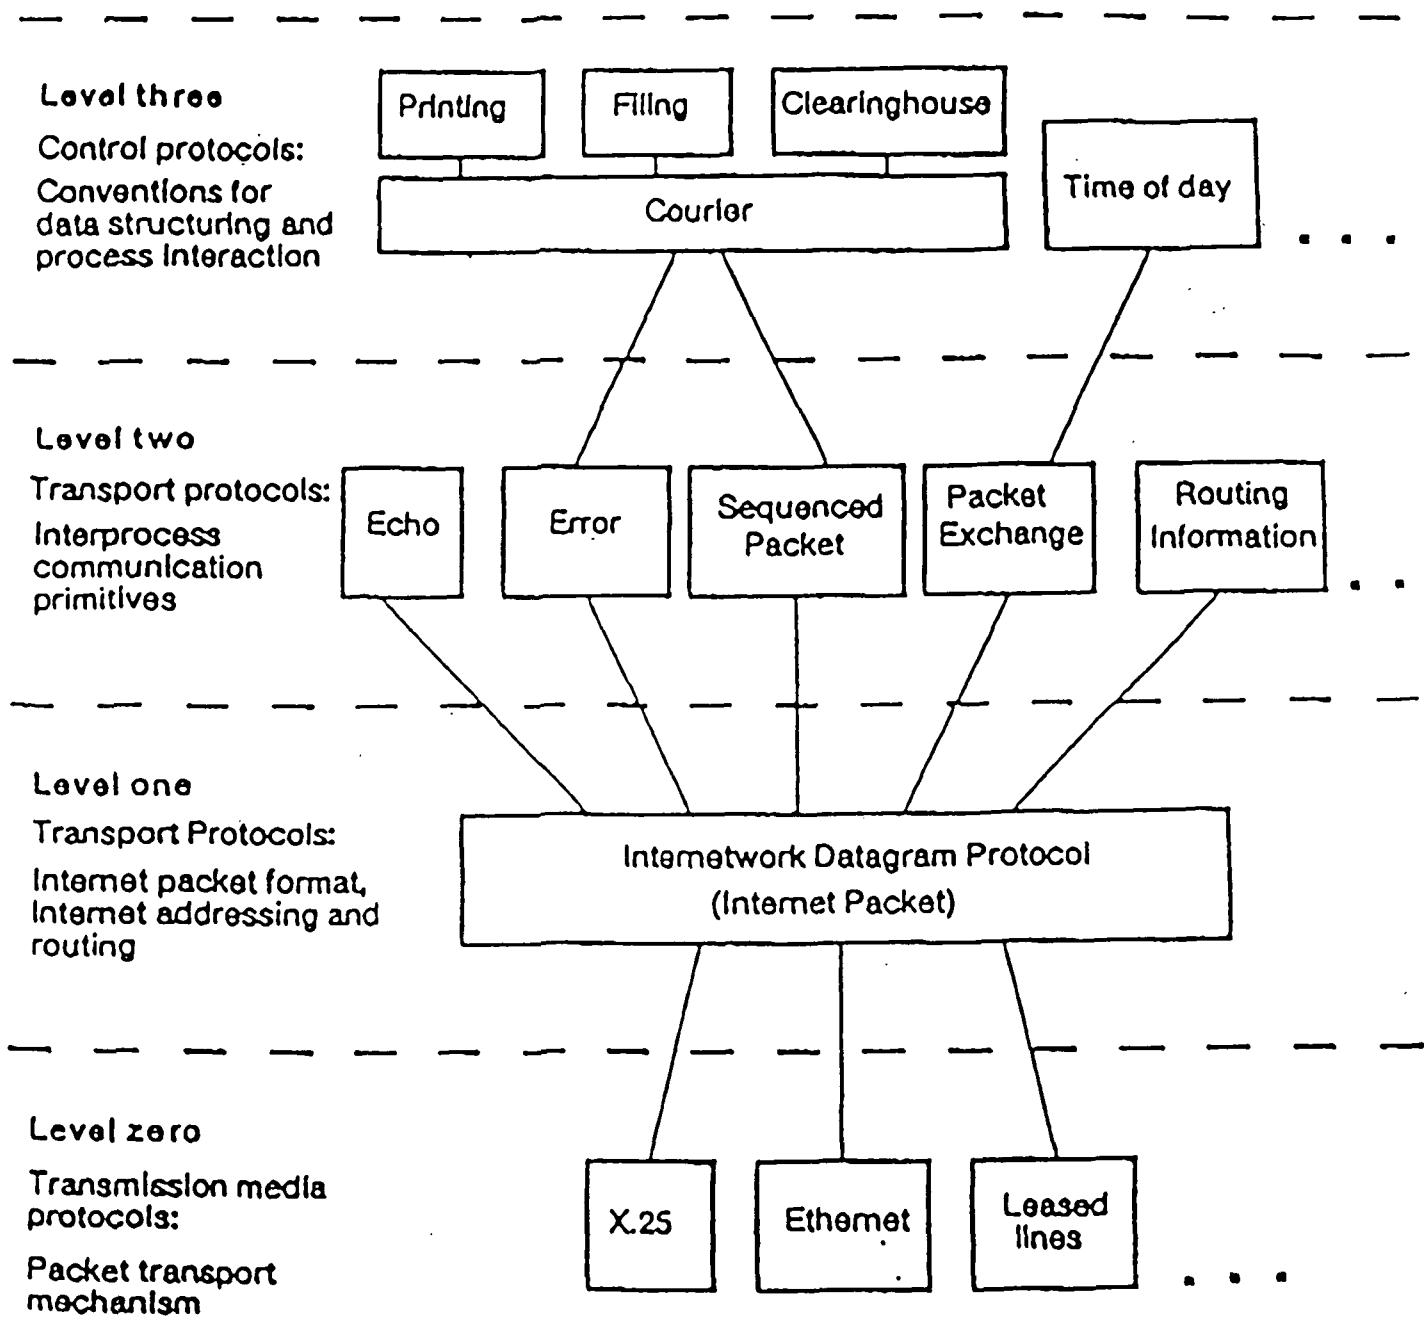 Level three
Control protocols:
Conventions for
data structuring and
process interaction
Printing
Filing
Clearinghouse
Courier
Time of day
. . .
Level two
Transport protocols:
Interprocess
communication
primitives
Echo
Error
Sequenced
Packet
Packet
Exchange
Routing
Information
. .
Level one
Transport Protocols:
Internet packet format,
Internet addressing and
routing
Internetwork Datagram Protocol
(Internet Packet)
Level zero
Transmission media
protocols:
Packet transport
mechanism
X.25
Ethernet
Leased
lines
. . .